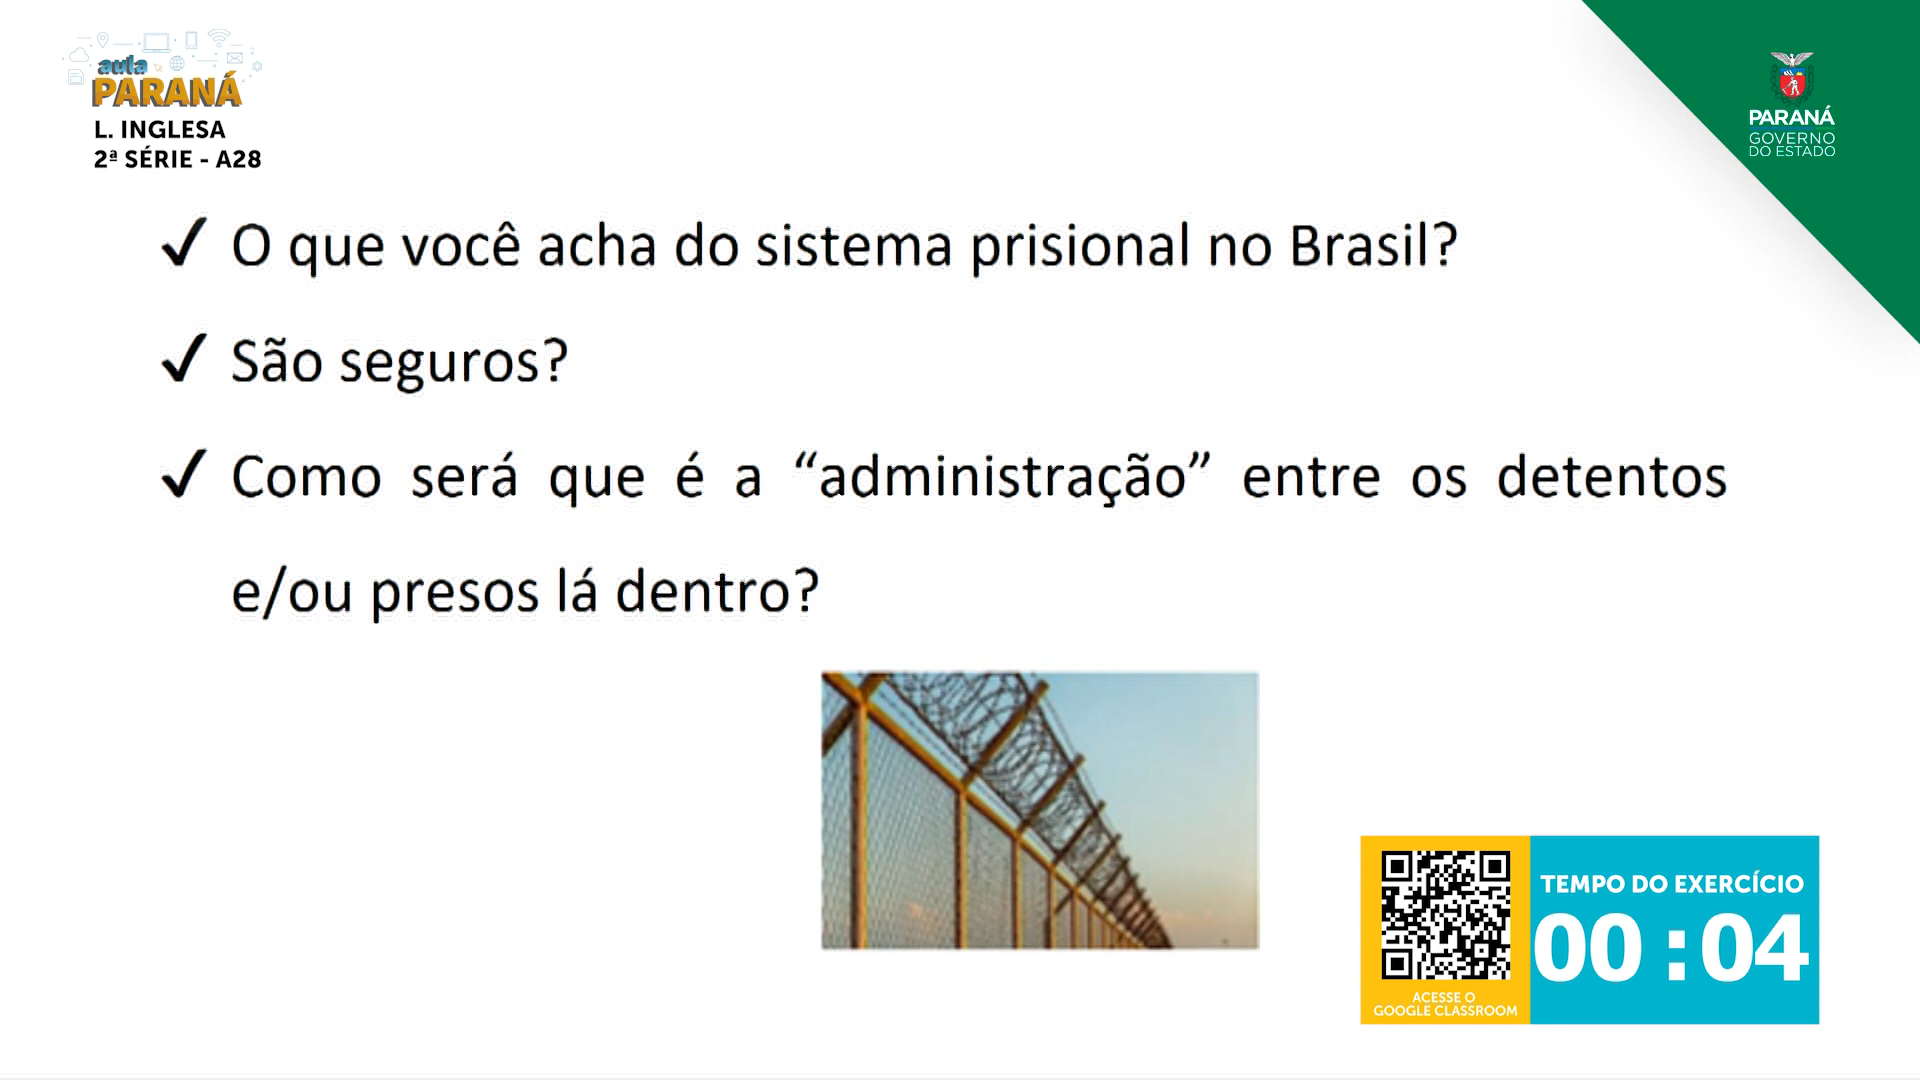 aula
PARANÁ
L. INGLESA
2ª SÉRIE - A28
PARANÁ
GOVERNO
DO ESTADO
✓ O que você acha do sistema prisional no Brasil?
✓ São seguros?
✓ Como será que é a “administração” entre os detentos
e/ou presos lá dentro?
TEMPO DO EXERCÍCIO
00 : 04
ACESSE O
GOOGLE CLASSROOM